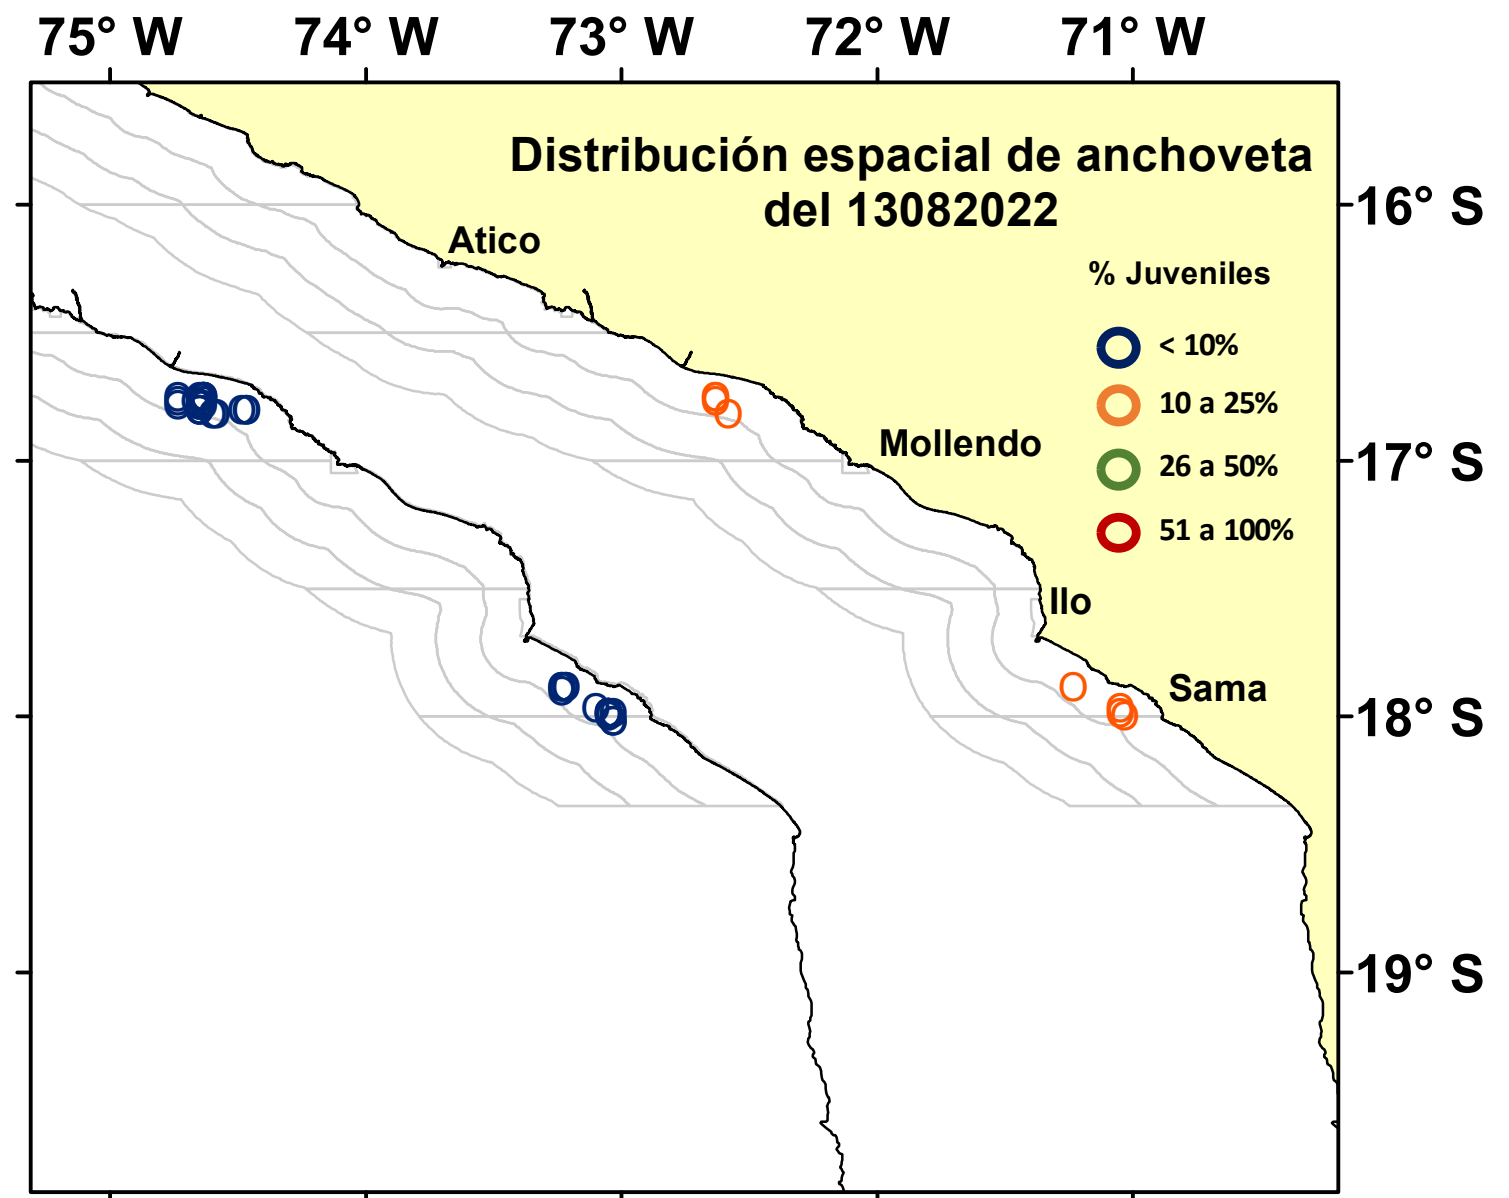 75° W 74° W 73° W 72° W 71° W
Distribución espacial de anchoveta
del 13082022
16° S
Atico
% Juveniles
< 10%
10 a 25%
Mollendo
26 a 50%
17° S
51 a 100%
Ilo
Sama
18° S
19° S